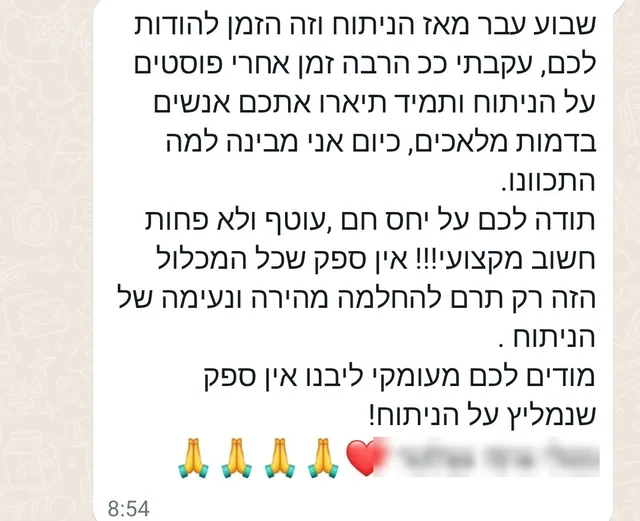 שבוע עבר מאז הניתוח וזה הזמן להודות
לכם, עקבתי ככ הרבה זמן אחרי פוסטים
על הניתוח ותמיד תיארו אתכם אנשים
בדמות מלאכים, כיום אני מבינה למה
התכוונו.
תודה לכם על יחס חם ,עוטף ולא פחות
חשוב מקצועי!!! אין ספק שכל המכלול
הזה רק תרם להחלמה מהירה ונעימה של
הניתוח .
מודים לכם מעומקי ליבנו אין ספק
שנמליץ על הניתוח!
❤️🙏🙏🙏🙏
8:54